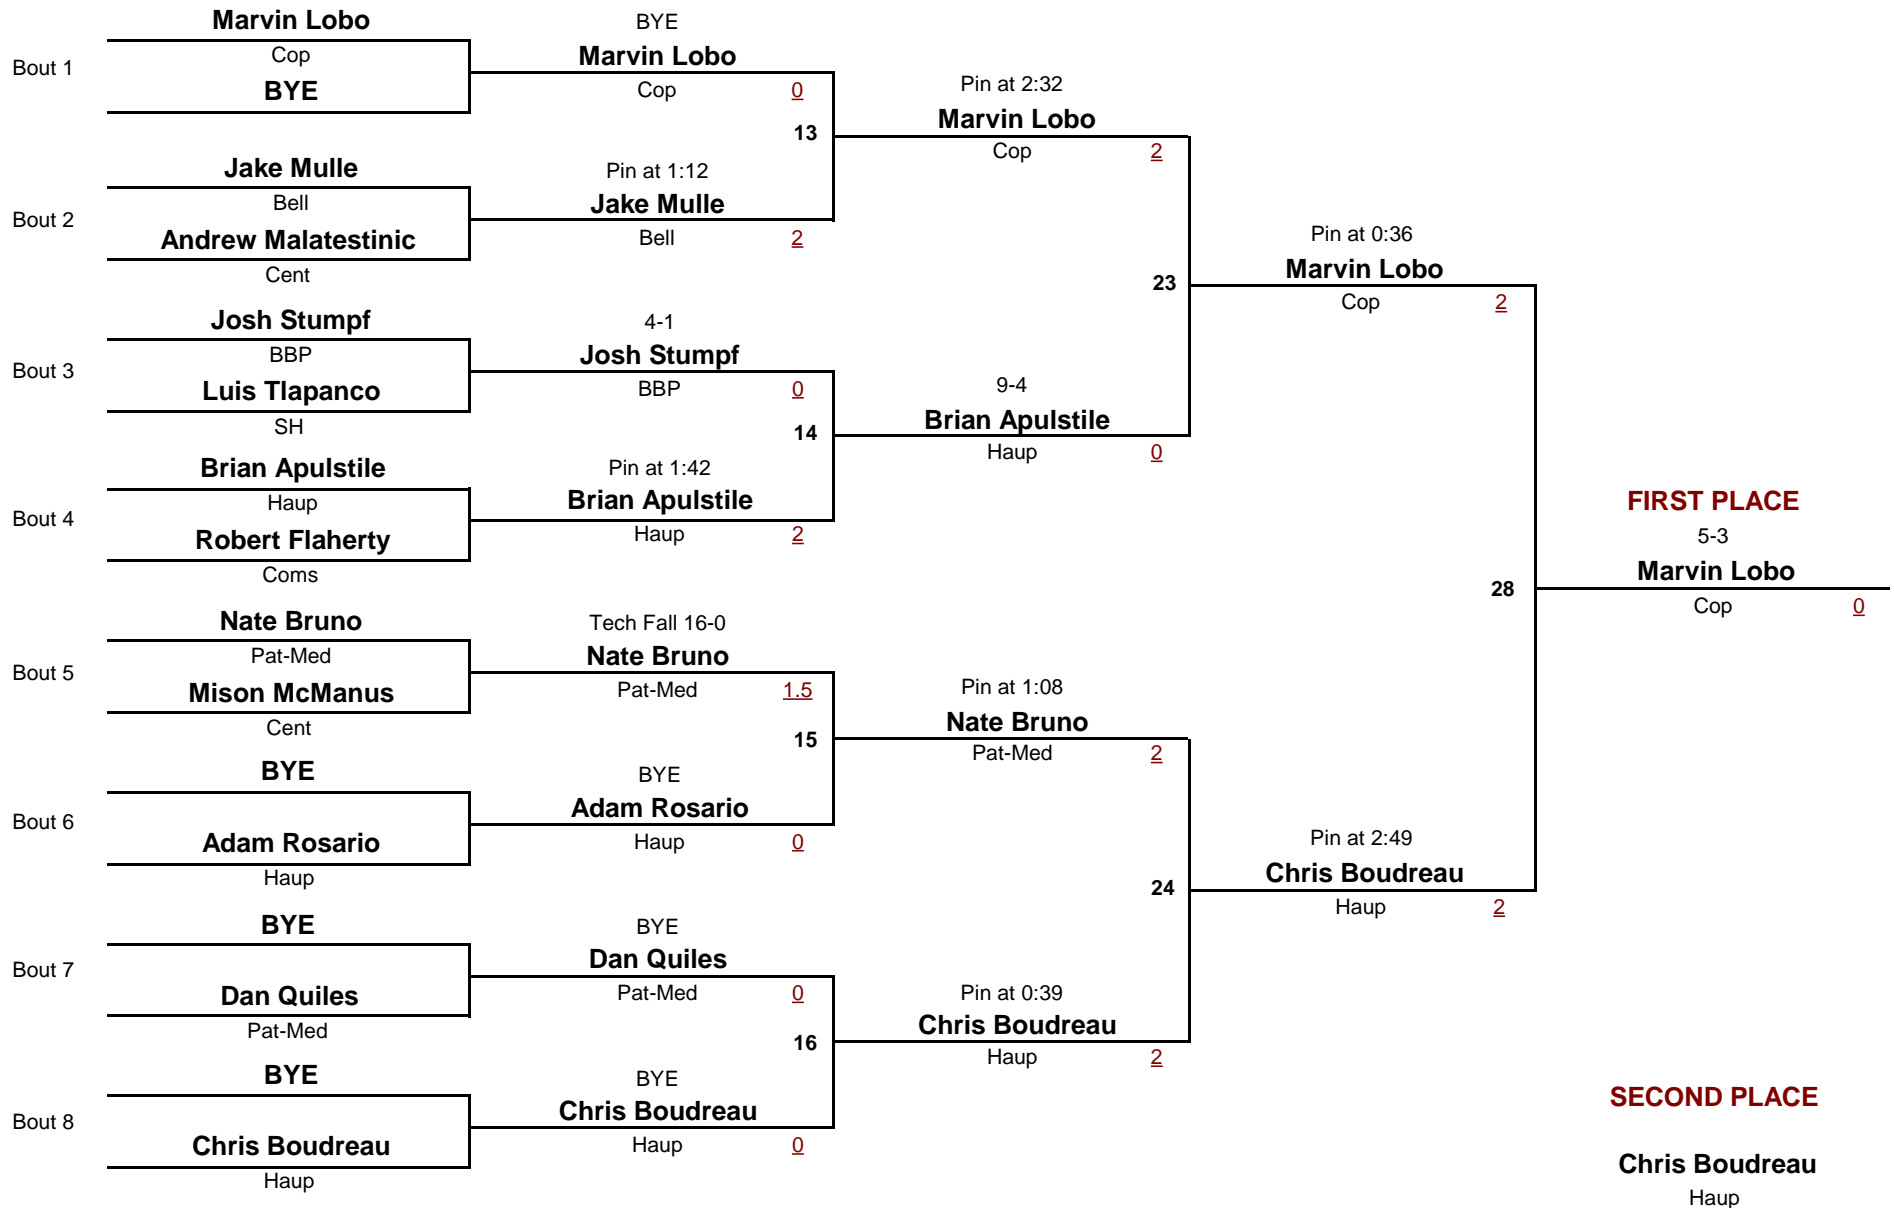 Marvin Lobo
Bout 1
Cop
BYE
Jake Mulle
Bout 2
Bell
Andrew Malatestinic
Cent
Josh Stumpf
Bout 3
BBP
Luis Tlapanco
SH
Brian Apulstile
Bout 4
Haup
Robert Flaherty
Coms
Nate Bruno
Bout 5
Pat-Med
Mison McManus
Cent
BYE
Bout 6
Adam Rosario
Haup
BYE
Bout 7
Dan Quiles
Pat-Med
BYE
Bout 8
Chris Boudreau
Haup
BYE
Marvin Lobo
Cop 0
13
Pin at 1:12
Jake Mulle
Bell 2
4-1
Josh Stumpf
BBP 0
14
Pin at 1:42
Brian Apulstile
Haup 2
Tech Fall 16-0
Nate Bruno
Pat-Med 1.5
15
BYE
Adam Rosario
Haup 0
BYE
Dan Quiles
Pat-Med 0
16
BYE
Chris Boudreau
Haup 0
Pin at 2:32
Marvin Lobo
Cop 2
23
9-4
Brian Apulstile
Haup 0
Pin at 1:08
Nate Bruno
Pat-Med 2
24
Pin at 0:39
Chris Boudreau
Haup 2
Pin at 0:36
Marvin Lobo
Cop 2
28
Pin at 2:49
Chris Boudreau
Haup 2
FIRST PLACE
5-3
Marvin Lobo
Cop 0
SECOND PLACE
Chris Boudreau
Haup